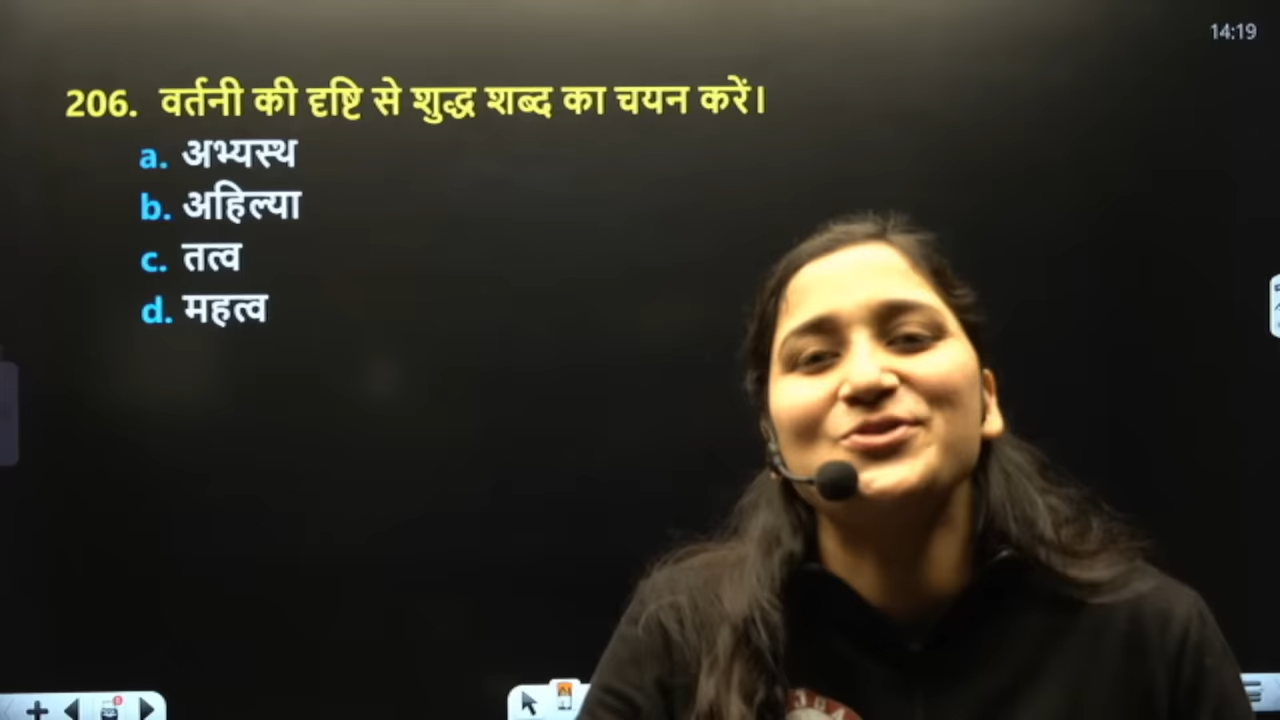 14:19
206. वर्तनी की दृष्टि से शुद्ध शब्द का चयन करें।
a. अभ्यस्थ
b. अहिल्या
c. तत्व
d. महत्व